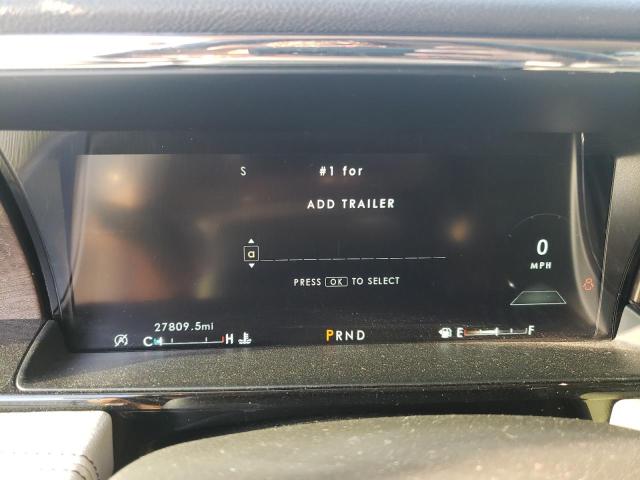 S #1 for
ADD TRAILER
a
PRESS OK TO SELECT
0
MPH
27809.5mi
C H PRND E F